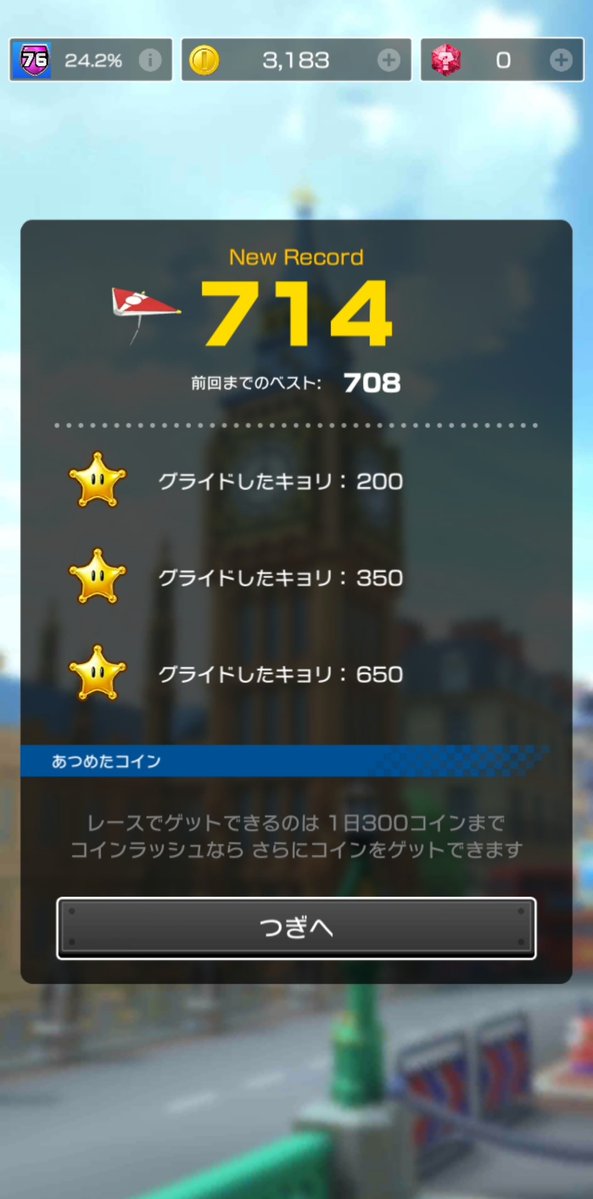 76
24.2%
3,183
0
New Record
714
前回までのベスト: 708
グライドしたキョリ：200
グライドしたキョリ：350
グライドしたキョリ：650
あつめたコイン
レースでゲットできるのは 1日300コインまで
コインラッシュなら さらにコインをゲットできます
つぎへ